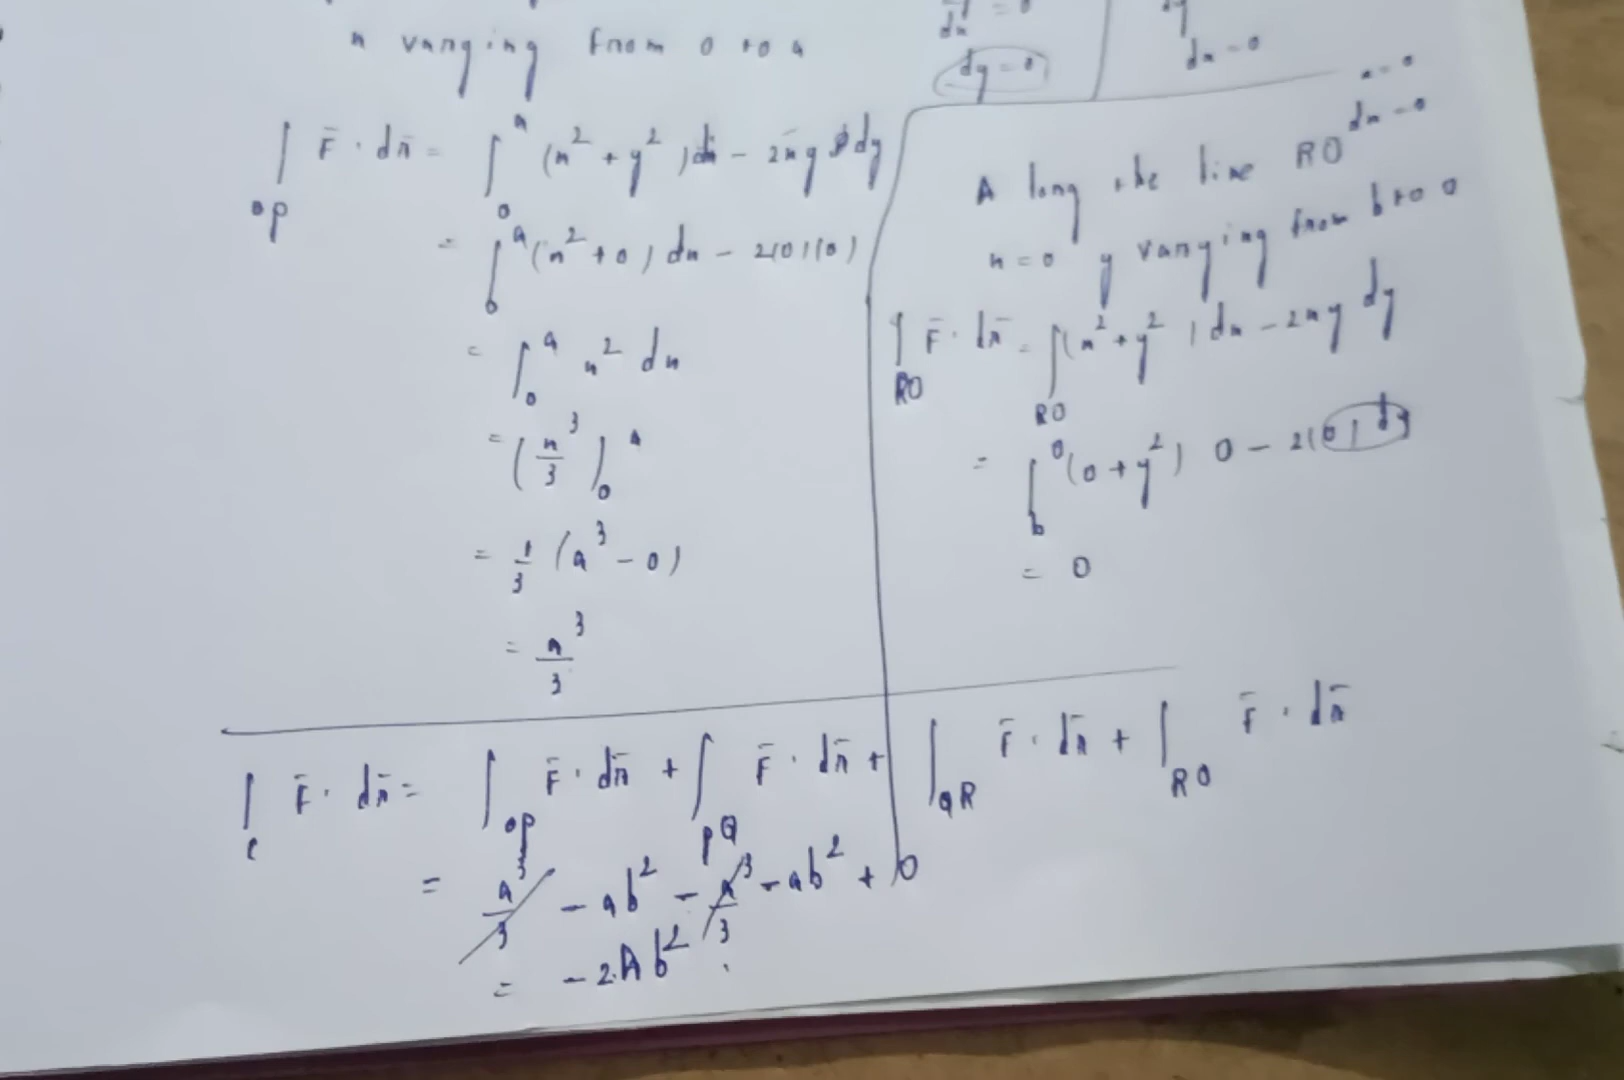 x varying from 0 to a
dy = 0
dx = 0
∫_OP F̄ · dr̄ = ∫_0^a (x² + y²) dx - 2xy dy
= ∫_0^a (x² + 0) dx - 2(0)(0)
= ∫_0^a x² dx
= (x³/3)_0^a
= 1/3 (a³ - 0)
= a³/3
x = 0
dx = 0
Along the line RO
x = 0 y varying from b to 0
∫_RO F̄ · dr̄ = ∫_RO (x² + y²) dx - 2xy dy
= ∫_b^0 (0 + y²) 0 - 2(0) dy
= 0
∫_C F̄ · dr̄ = ∫_OP F̄ · dr̄ + ∫_PQ F̄ · dr̄ + ∫_QR F̄ · dr̄ + ∫_RO F̄ · dr̄
= a³/3 - ab² - a³/3 - ab² + 0
= -2Ab².